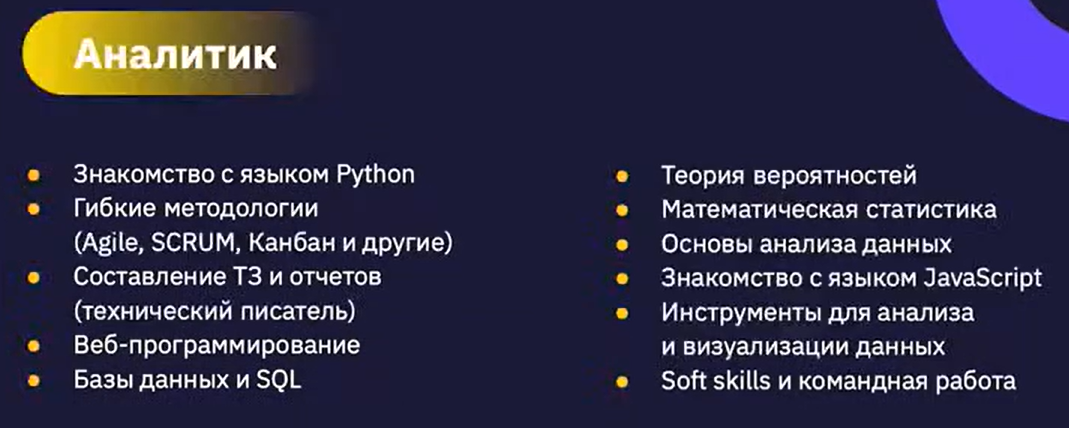 Аналитик
Знакомство с языком Python
Гибкие методологии
(Agile, SCRUM, Канбан и другие)
Составление ТЗ и отчетов
(технический писатель)
Веб-программирование
Базы данных и SQL
Теория вероятностей
Математическая статистика
Основы анализа данных
Знакомство с языком JavaScript
Инструменты для анализа
и визуализации данных
Soft skills и командная работа